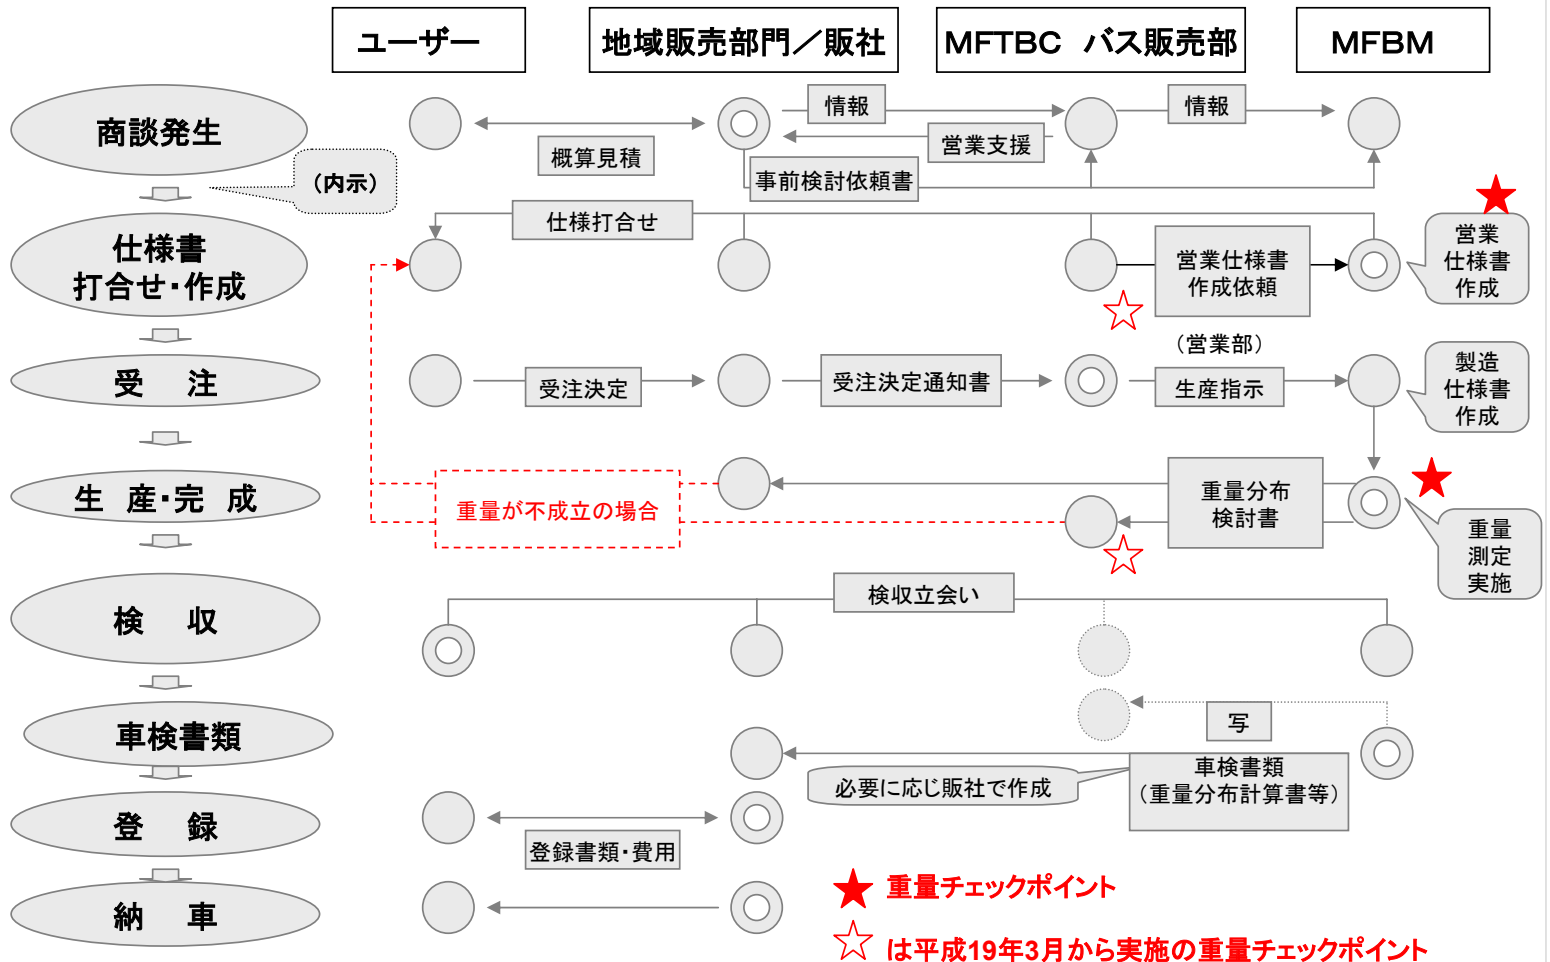 ユーザー
地域販売部門／販社
MFTBC　バス販売部
MFBM
商談発生
情報
情報
営業支援
概算見積
事前検討依頼書
（内示）
仕様書
打合せ・作成
仕様打合せ
営業仕様書
作成依頼
営業
仕様書
作成
（営業部）
受　注
受注決定
受注決定通知書
生産指示
製造
仕様書
作成
生　産・完　成
重量が不成立の場合
重量分布
検討書
重量
測定
実施
検　収
検収立会い
車検書類
写
必要に応じ販社で作成
車検書類
（重量分布計算書等）
登　録
登録書類・費用
納　車
★ 重量チェックポイント
☆ は平成19年3月から実施の重量チェックポイント